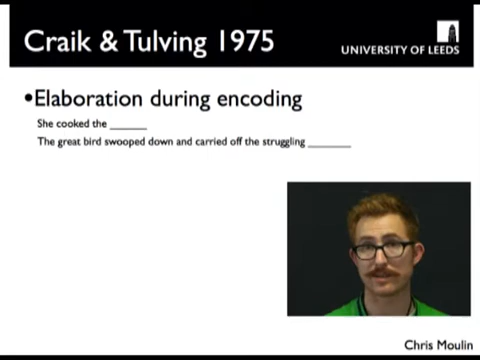 Craik & Tulving 1975
UNIVERSITY OF LEEDS
•Elaboration during encoding
She cooked the ______
The great bird swooped down and carried off the struggling _______
Chris Moulin